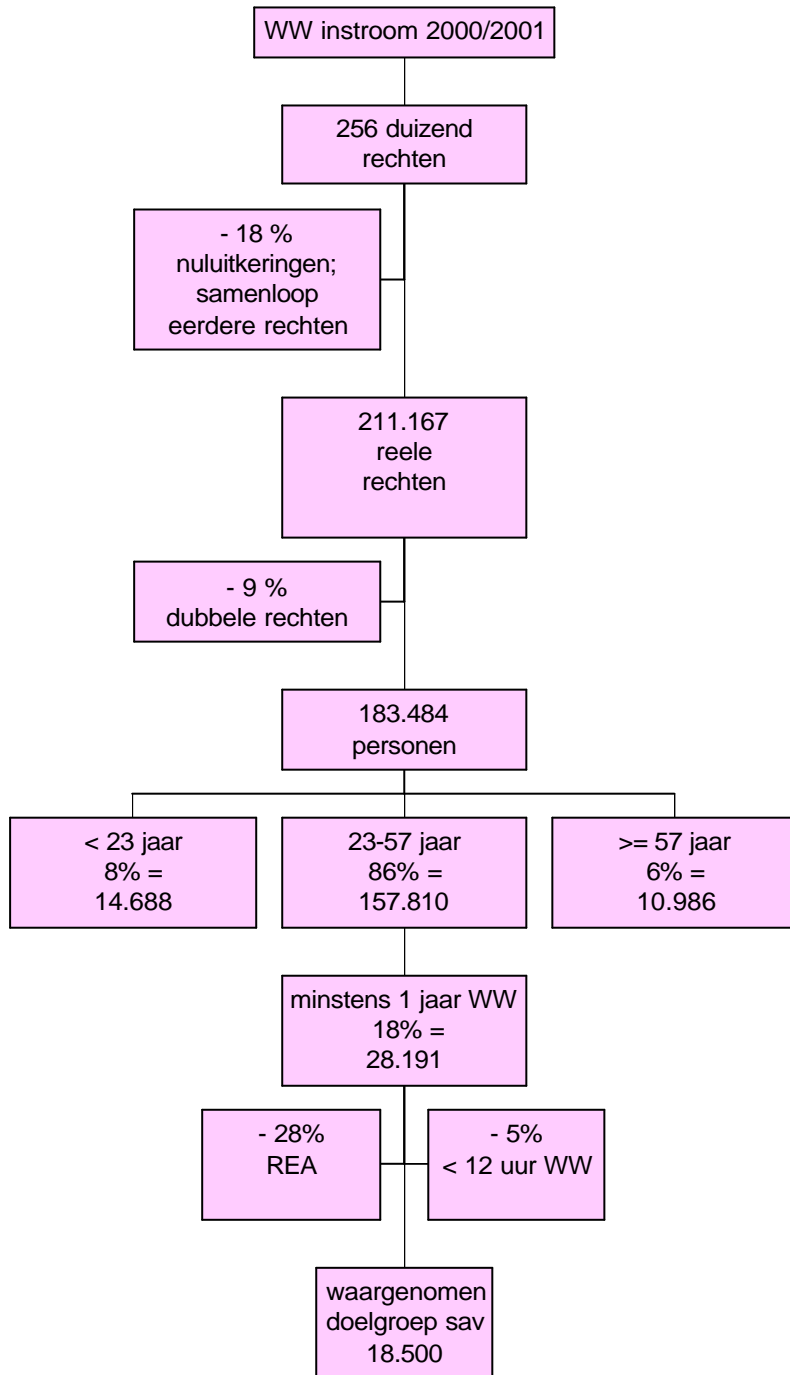 WW instroom 2000/2001
256 duizend
rechten
- 18 %
nuluitkeringen;
samenloop
eerdere rechten
211.167
reele
rechten
- 9 %
dubbele rechten
183.484
personen
< 23 jaar
8% =
14.688
23-57 jaar
86% =
157.810
>= 57 jaar
6% =
10.986
minstens 1 jaar WW
18% =
28.191
- 28%
REA
- 5%
< 12 uur WW
waargenomen
doelgroep sav
18.500